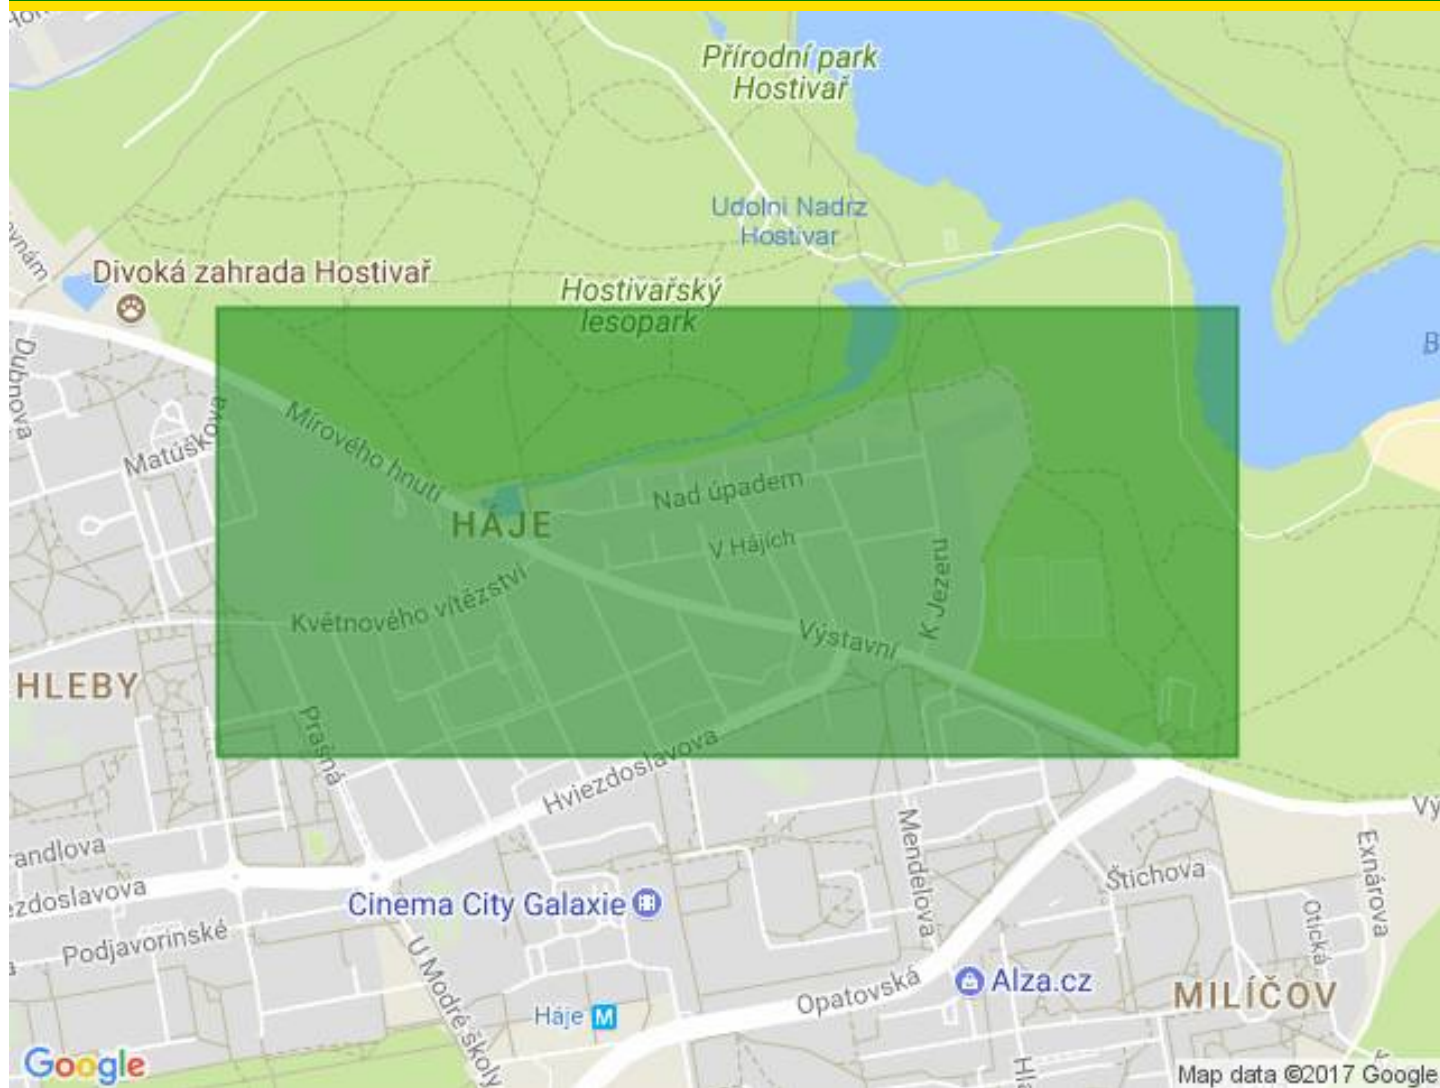 Přírodní park
Hostivař
Udolni Nadrz
Hostivar
Divoká zahrada Hostivař
Hostivařský
lesopark
Dubnova
Matúškova
Mírového hnutí
HÁJE
Nad úpadem
V Hájích
K Jezeru
Květnového vítězství
Výstavní
HLEBY
Prašná
Hviezdoslavova
Mendelova
Štichova
Exnárova
Otická
Cinema City Galaxie
Podjavorinské
U Modré školy
Opatovská
Alza.cz
MILÍČOV
Háje M
Google
Map data ©2017 Google